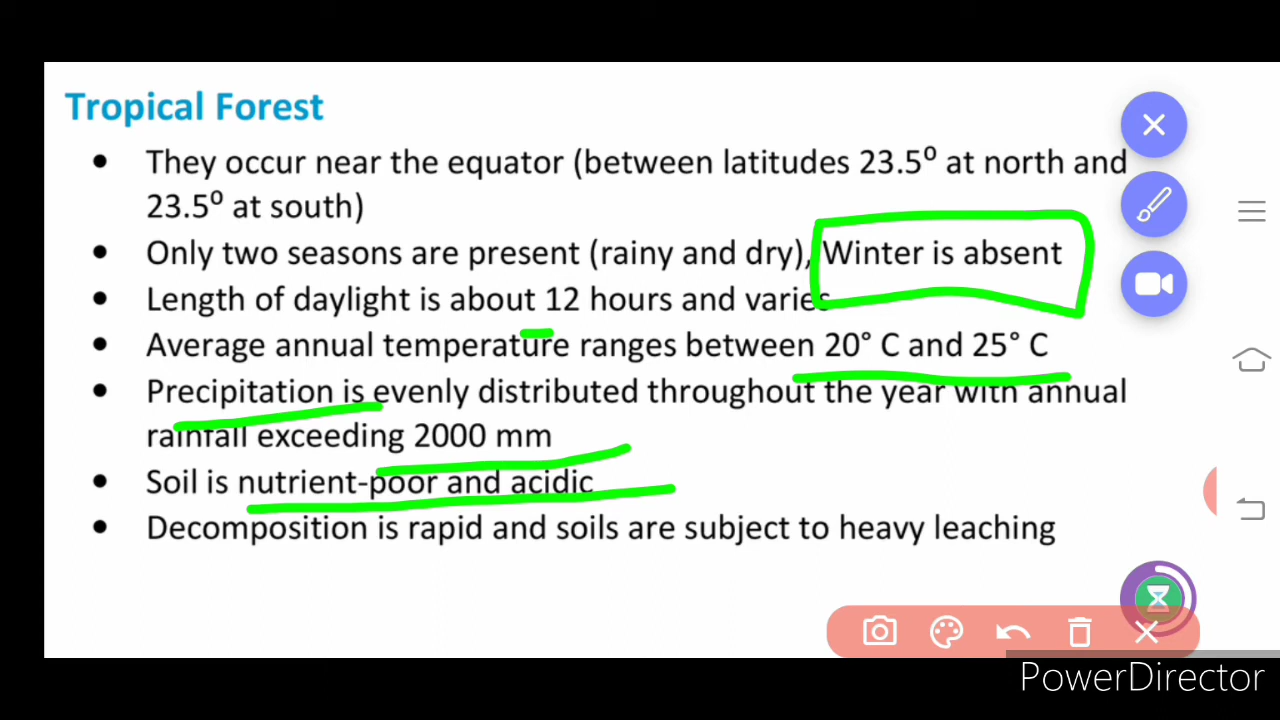 Tropical Forest
• They occur near the equator (between latitudes 23.5⁰ at north and
23.5⁰ at south)
• Only two seasons are present (rainy and dry), Winter is absent
• Length of daylight is about 12 hours and varies
• Average annual temperature ranges between 20° C and 25° C
• Precipitation is evenly distributed throughout the year with annual
rainfall exceeding 2000 mm
• Soil is nutrient-poor and acidic
• Decomposition is rapid and soils are subject to heavy leaching
PowerDirector